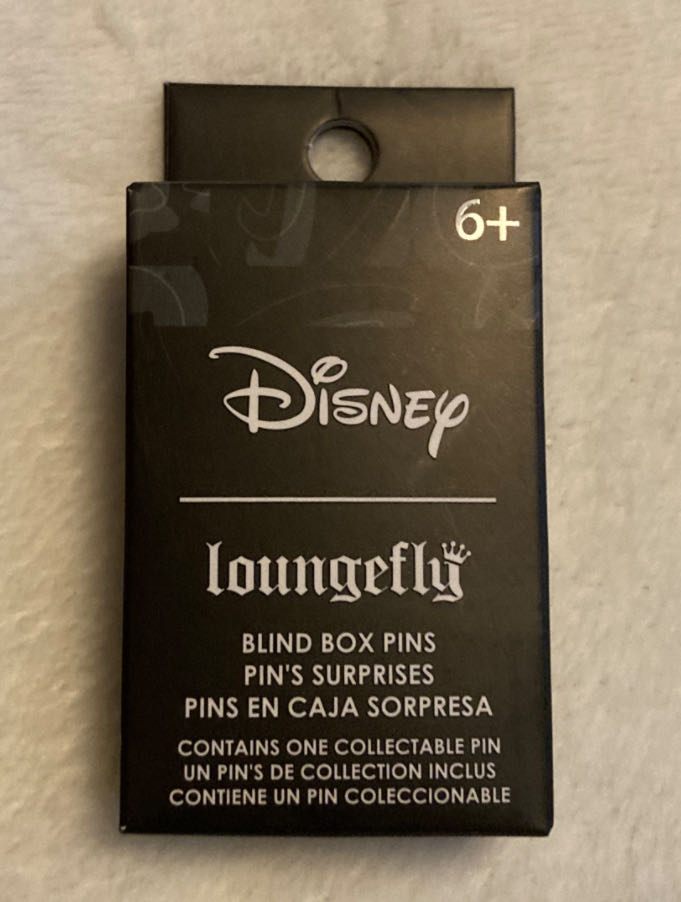 6+
Disney
loungefly
BLIND BOX PINS
PIN'S SURPRISES
PINS EN CAJA SORPRESA
CONTAINS ONE COLLECTABLE PIN
UN PIN'S DE COLLECTION INCLUS
CONTIENE UN PIN COLECCIONABLE